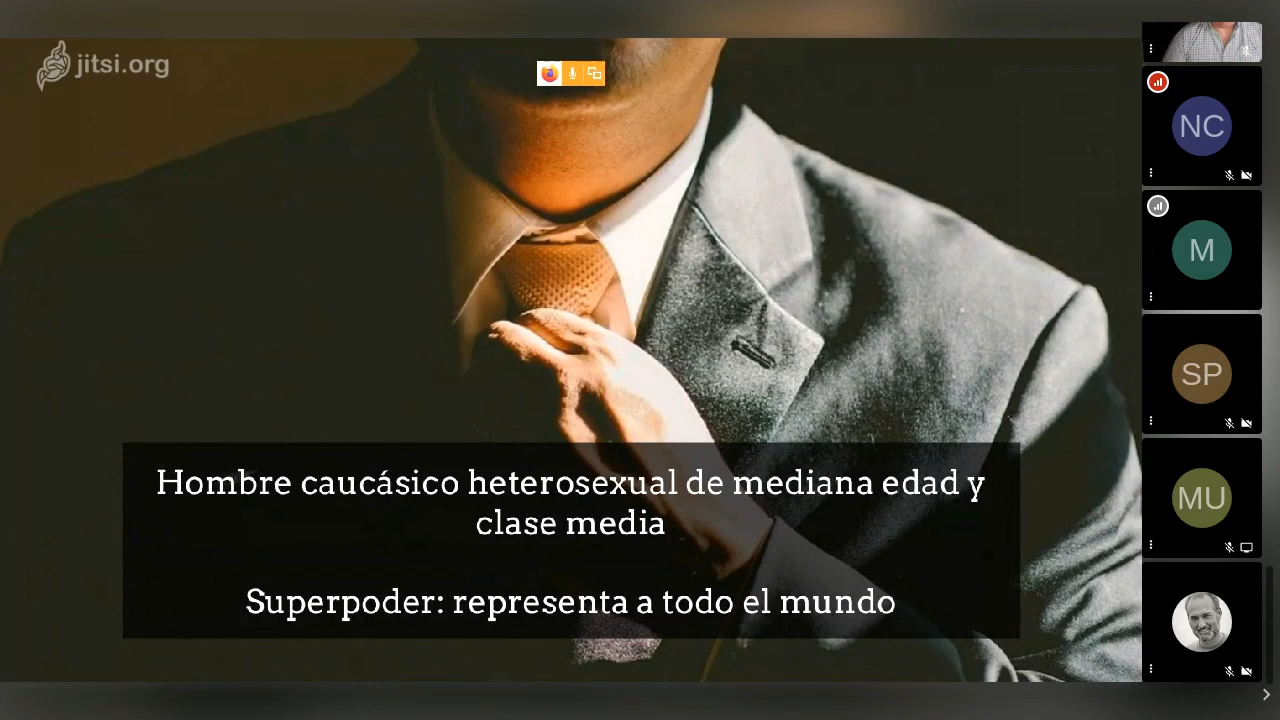 jitsi.org
Hombre caucásico heterosexual de mediana edad y
clase media
Superpoder: representa a todo el mundo
NC
M
SP
MU